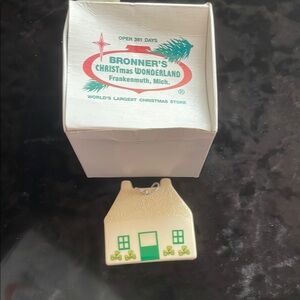 OPEN 361 DAYS
BRONNER'S
CHRISTmas WONDERLAND
Frankenmuth, Mich.
®
WORLD'S LARGEST CHRISTMAS STORE